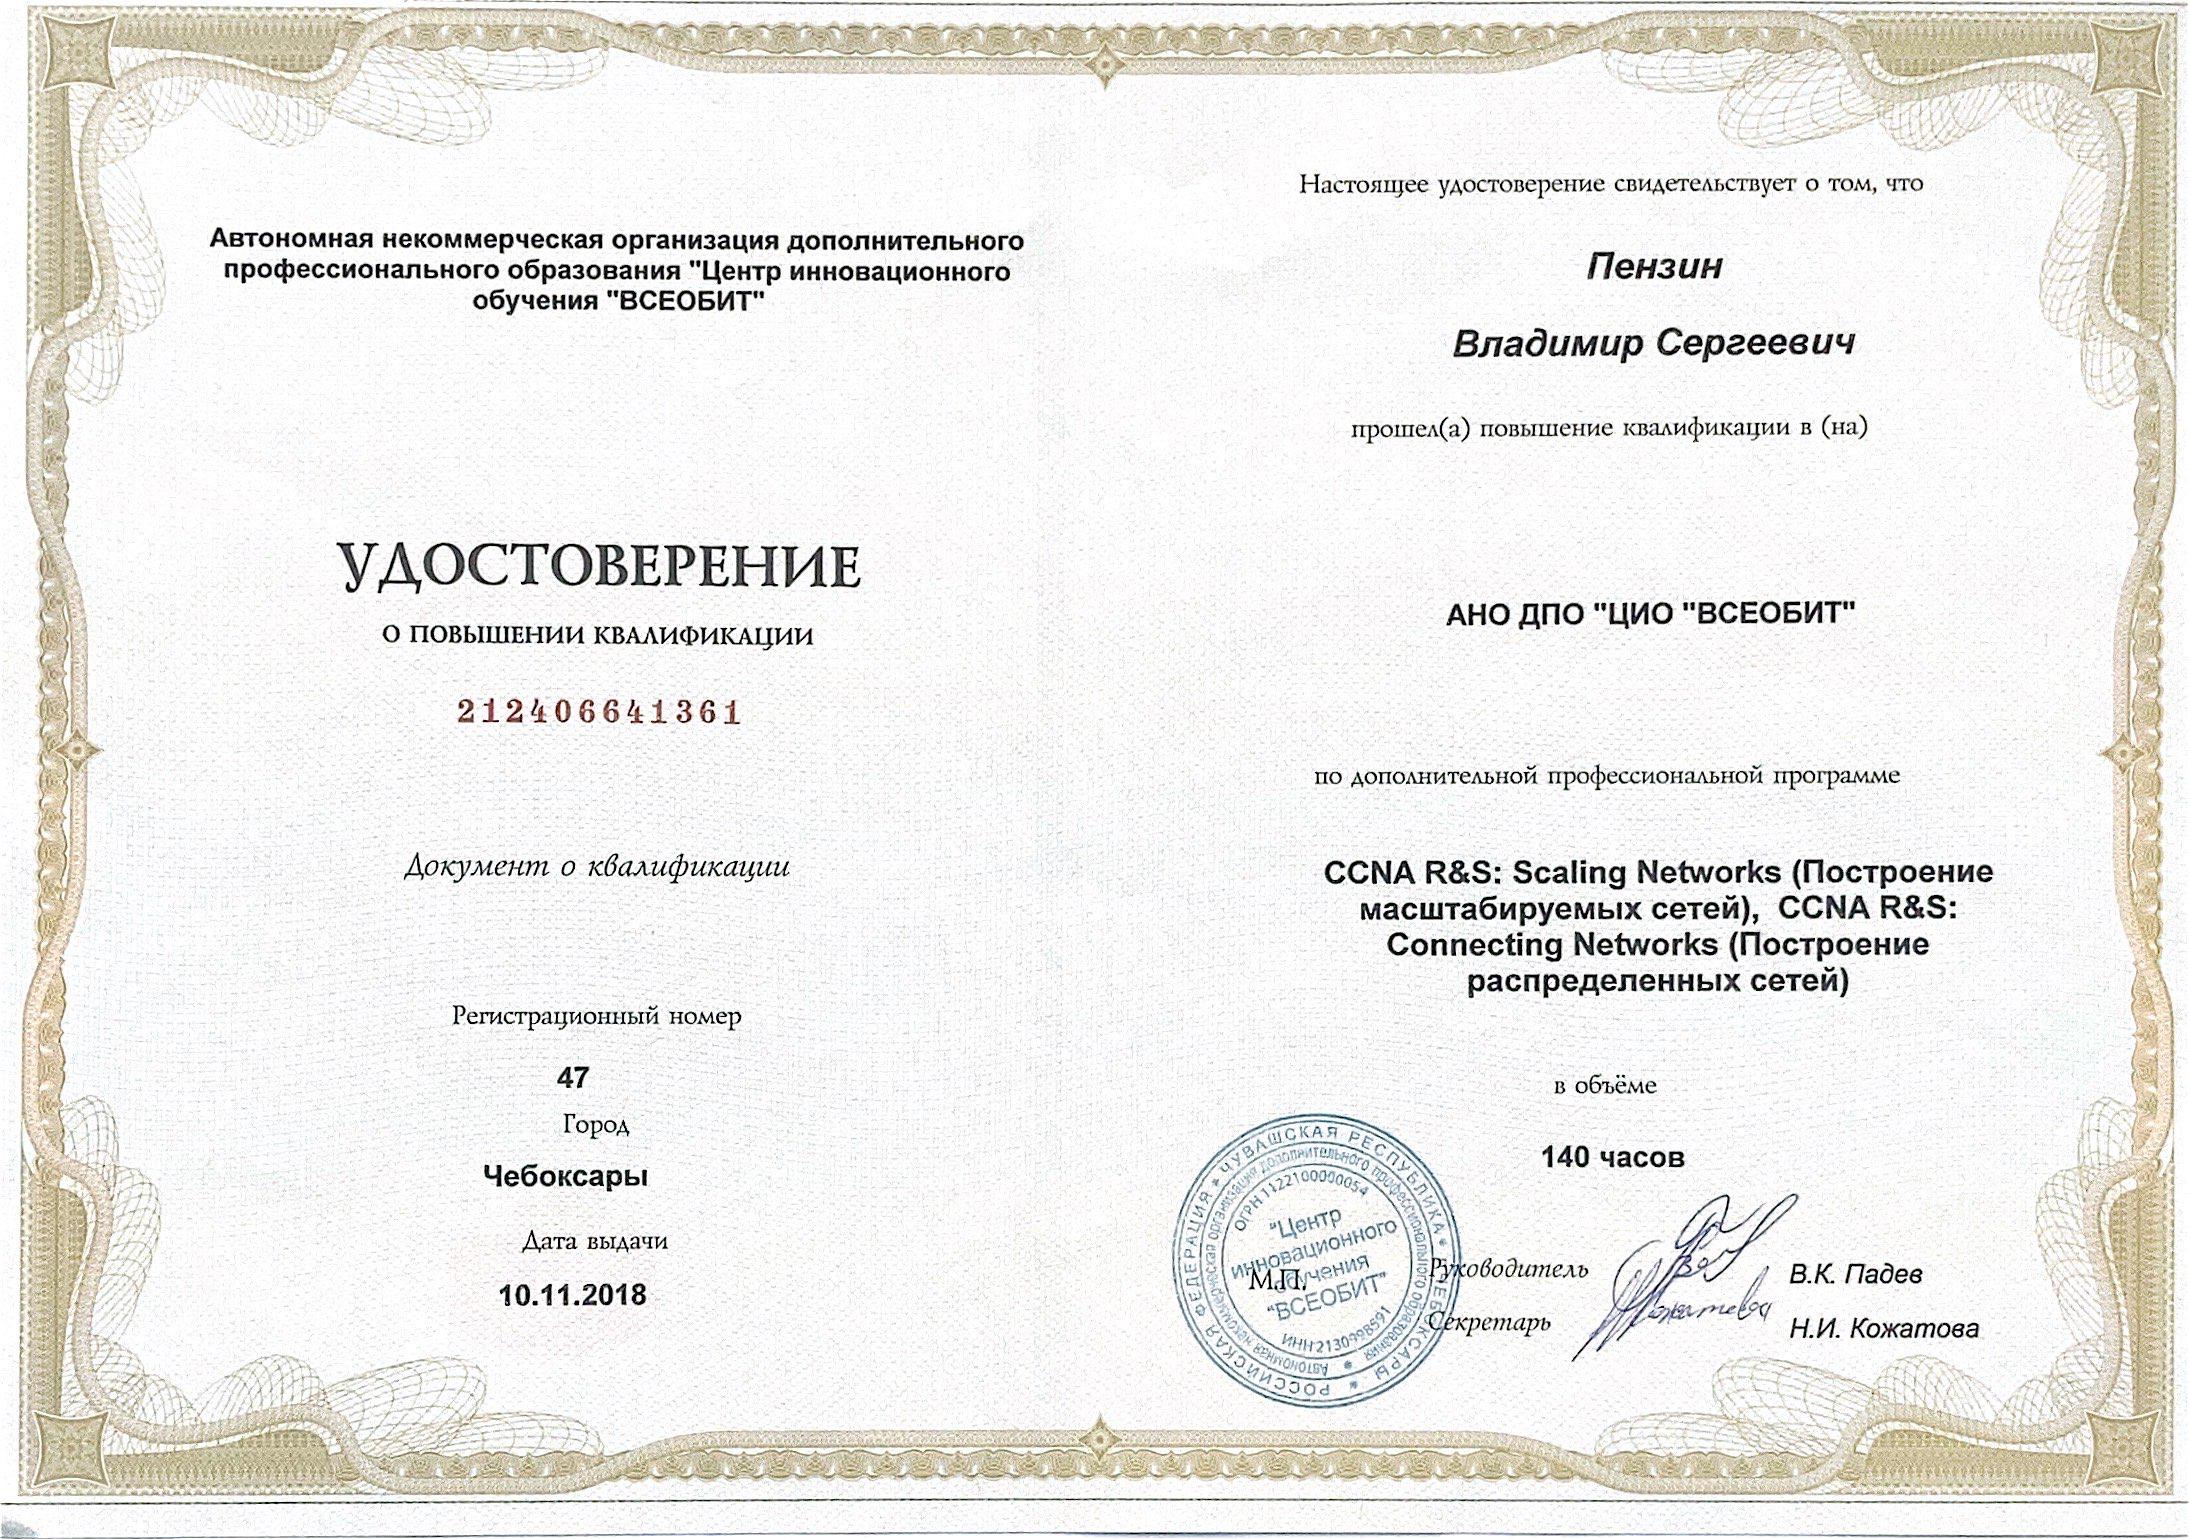 Автономная некоммерческая организация дополнительного
профессионального образования "Центр инновационного
обучения "ВСЕОБИТ"
УДОСТОВЕРЕНИЕ
О ПОВЫШЕНИИ КВАЛИФИКАЦИИ
212406641361
Документ о квалификации
Регистрационный номер
47
Город
Чебоксары
Дата выдачи
10.11.2018
Настоящее удостоверение свидетельствует о том, что
Пензин
Владимир Сергеевич
прошел(а) повышение квалификации в (на)
АНО ДПО "ЦИО "ВСЕОБИТ"
по дополнительной профессиональной программе
CCNA R&S: Scaling Networks (Построение
масштабируемых сетей), CCNA R&S:
Connecting Networks (Построение
распределенных сетей)
в объёме
140 часов
РОССИЙСКАЯ ФЕДЕРАЦИЯ * ЧУВАШСКАЯ РЕСПУБЛИКА * ЧЕБОКСАРЫ *
Автономная некоммерческая организация дополнительного профессионального образования *
ОГРН 1122100000054
"Центр
инновационного
обучения
"ВСЕОБИТ"
ИНН 2130998591
М.П.
Руководитель
В.К. Падев
Секретарь
Н.И. Кожатова